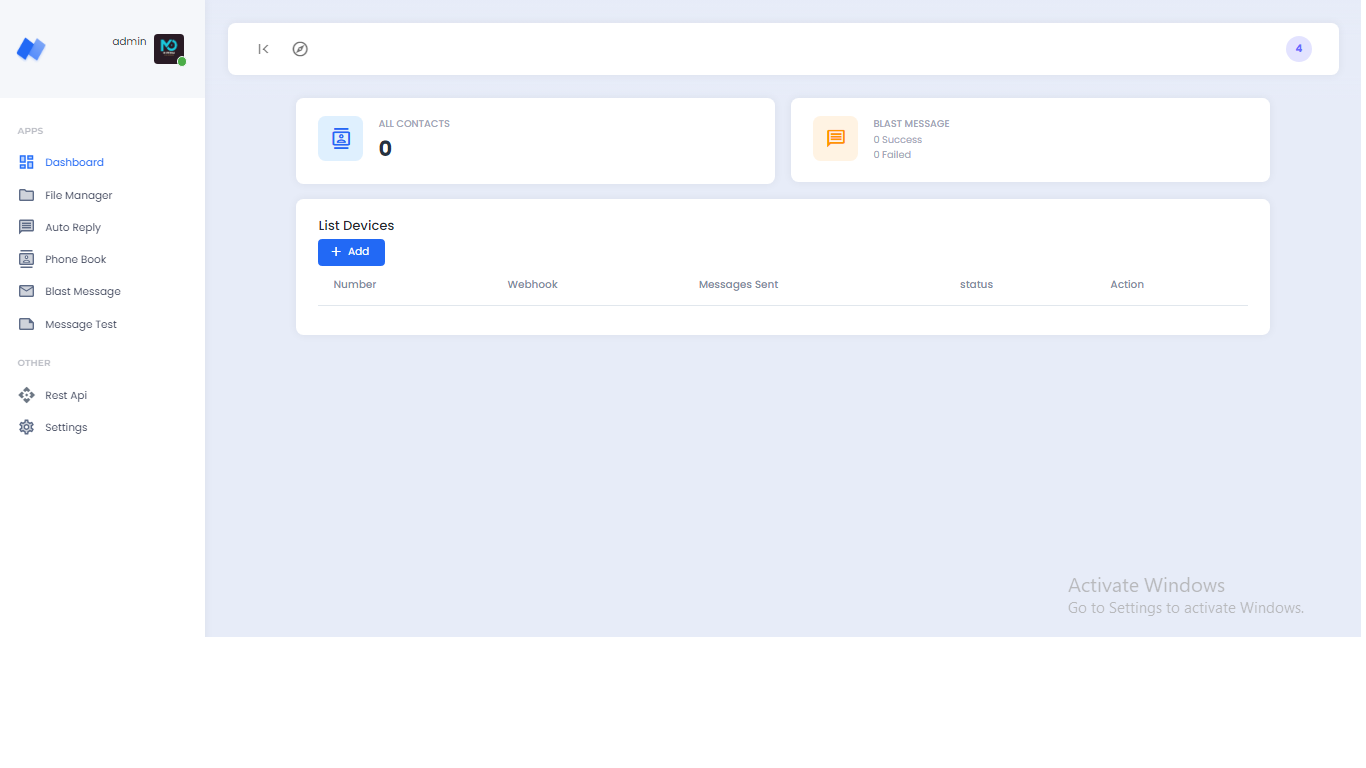 admin
4
APPS
Dashboard
File Manager
Auto Reply
Phone Book
Blast Message
Message Test
OTHER
Rest Api
Settings
ALL CONTACTS
0
BLAST MESSAGE
0 Success
0 Failed
List Devices
+ Add
Number Webhook Messages Sent status Action
Activate Windows
Go to Settings to activate Windows.